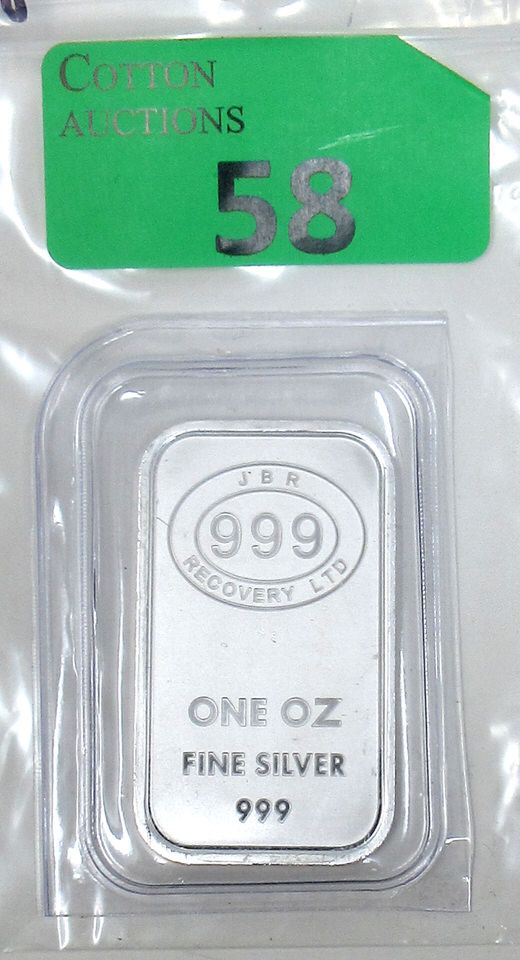 COTTON
AUCTIONS
58
JBR
999
RECOVERY LTD
ONE OZ
FINE SILVER
999